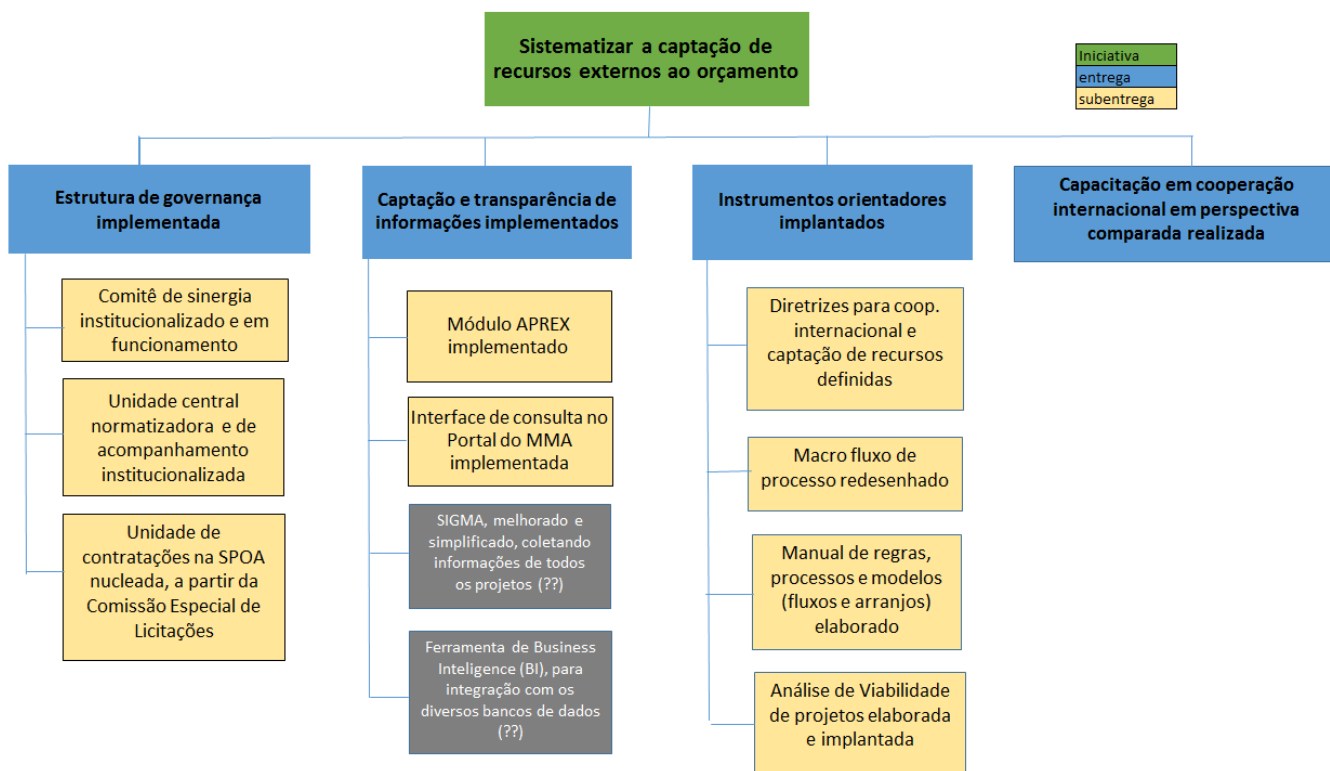 Sistematizar a captação de
recursos externos ao orçamento
Iniciativa
entrega
subentrega
Estrutura de governança
implementada
Captação e transparência de
informações implementados
Instrumentos orientadores
implantados
Capacitação em cooperação
internacional em perspectiva
comparada realizada
Comitê de sinergia
institucionalizado e em
funcionamento
Unidade central
normatizadora e de
acompanhamento
institucionalizada
Unidade de
contratações na SPOA
nucleada, a partir da
Comissão Especial de
Licitações
Módulo APREX
implementado
Interface de consulta no
Portal do MMA
implementada
SIGMA, melhorado e
simplificado, coletando
informações de todos
os projetos (??)
Ferramenta de Business
Inteligence (BI), para
integração com os
diversos bancos de dados
(??)
Diretrizes para coop.
internacional e
captação de recursos
definidas
Macro fluxo de
processo redesenhado
Manual de regras,
processos e modelos
(fluxos e arranjos)
elaborado
Análise de Viabilidade
de projetos elaborada
e implantada